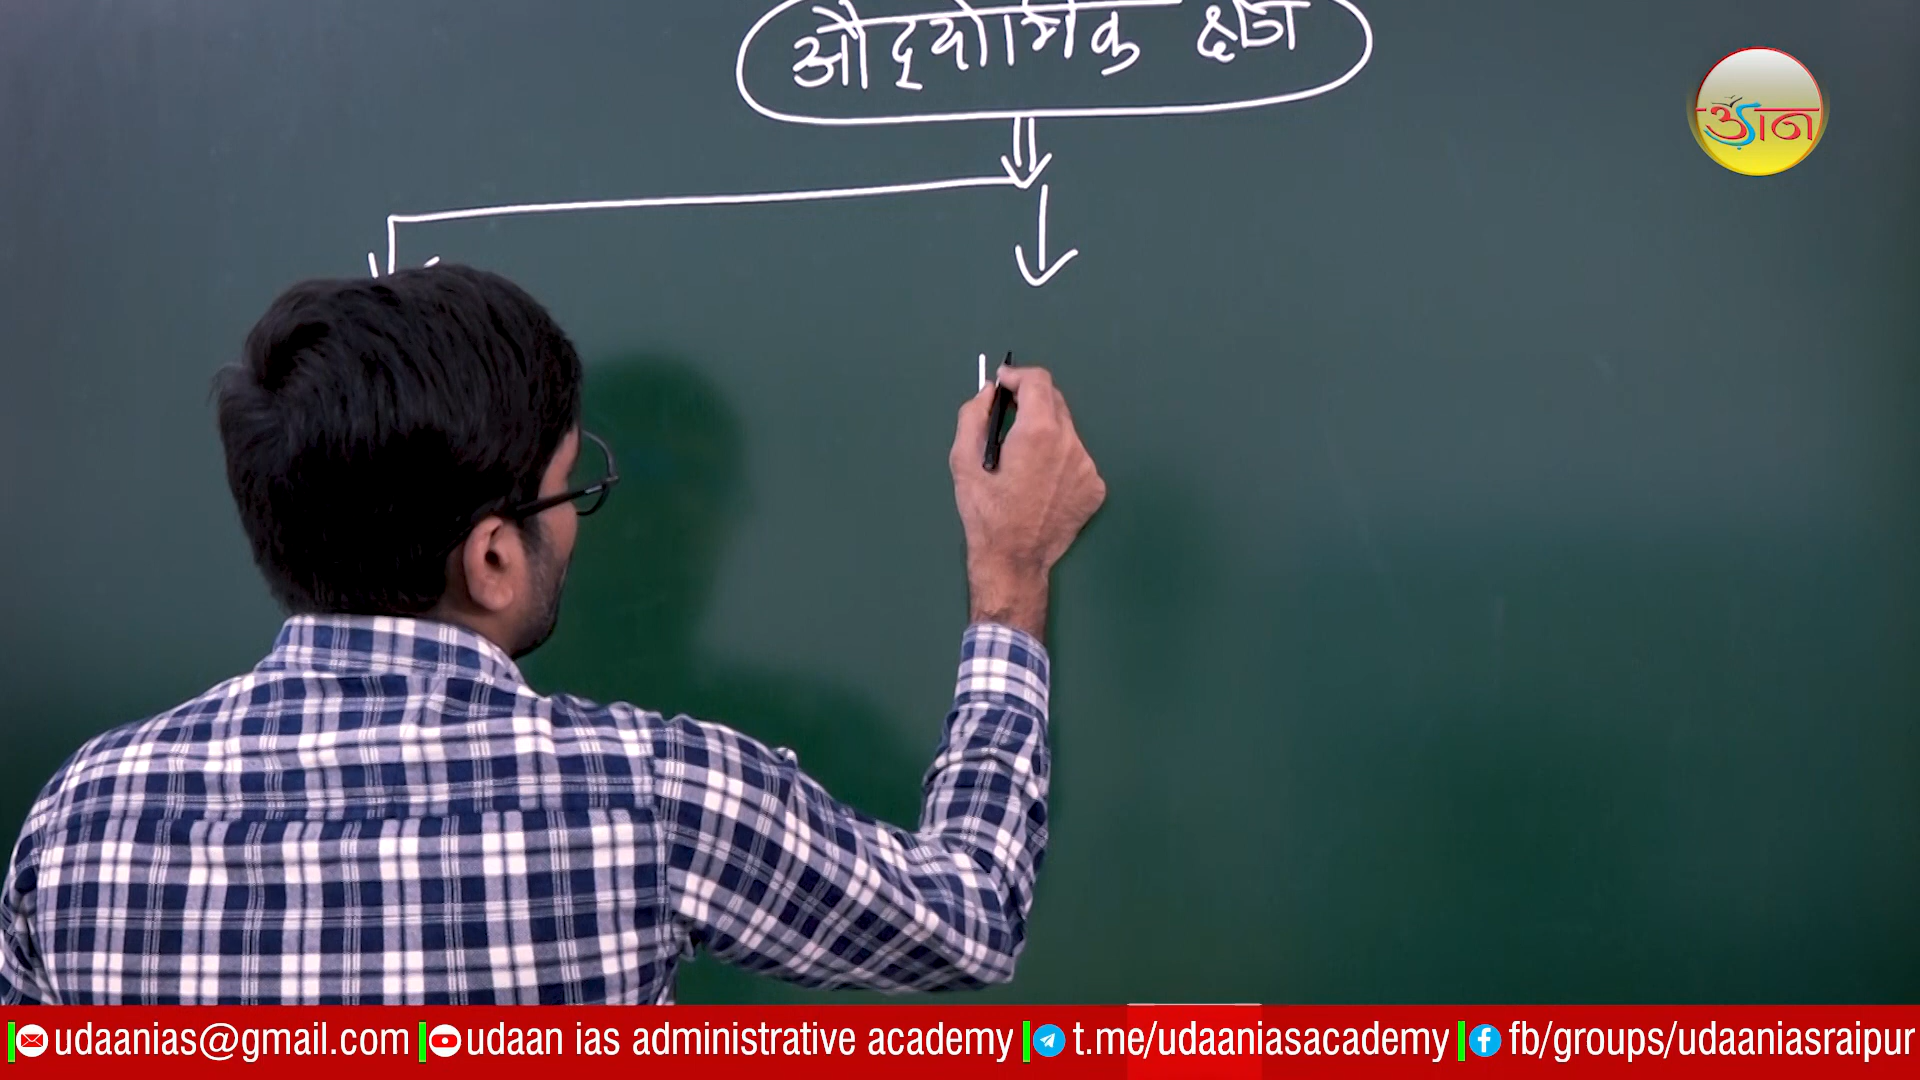 औद्योगिक क्षेत्र
उड़ान
udaanias@gmail.com udaan ias administrative academy t.me/udaaniasacademy fb/groups/udaaniasraipur